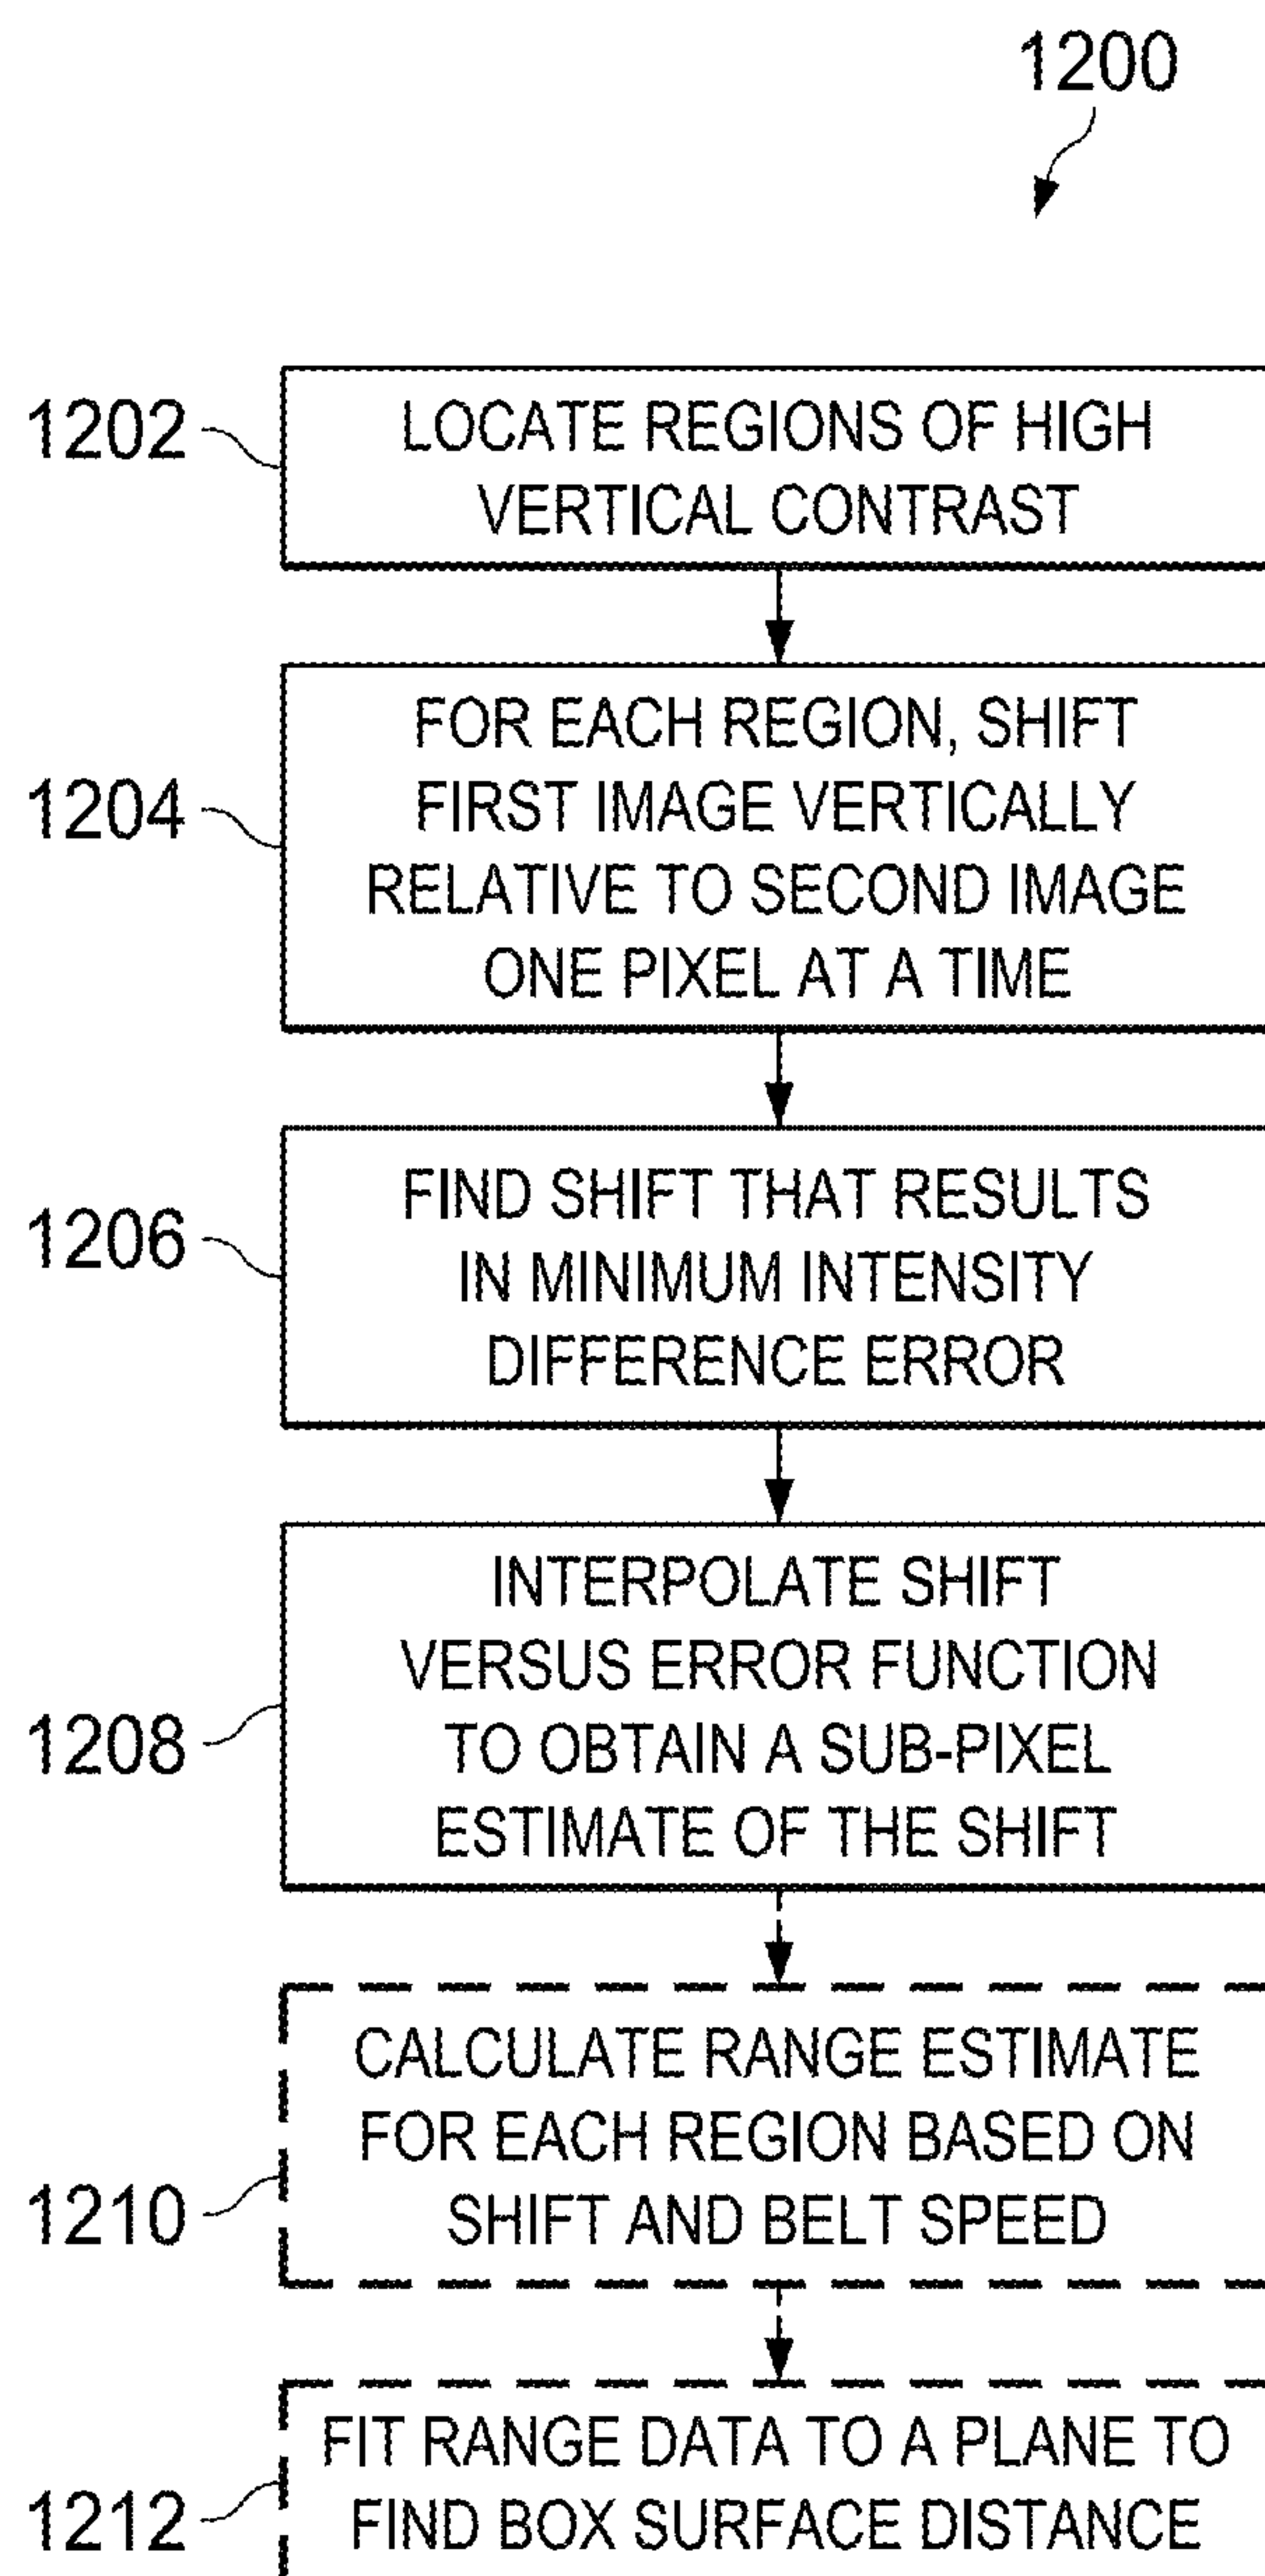 1200
1202
LOCATE REGIONS OF HIGH
VERTICAL CONTRAST
1204
FOR EACH REGION, SHIFT
FIRST IMAGE VERTICALLY
RELATIVE TO SECOND IMAGE
ONE PIXEL AT A TIME
1206
FIND SHIFT THAT RESULTS
IN MINIMUM INTENSITY
DIFFERENCE ERROR
1208
INTERPOLATE SHIFT
VERSUS ERROR FUNCTION
TO OBTAIN A SUB-PIXEL
ESTIMATE OF THE SHIFT
1210
CALCULATE RANGE ESTIMATE
FOR EACH REGION BASED ON
SHIFT AND BELT SPEED
1212
FIT RANGE DATA TO A PLANE TO
FIND BOX SURFACE DISTANCE